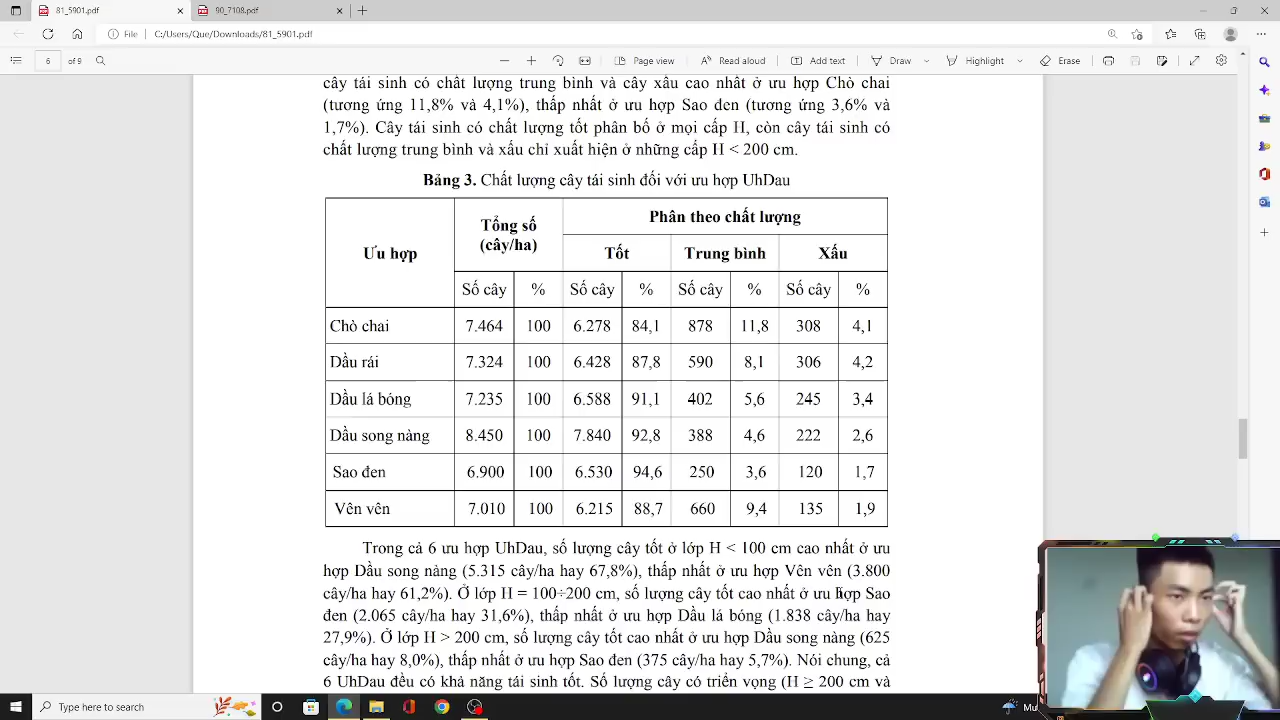 81_5901.pdf
90_7108.pdf
File C:/Users/Que/Downloads/81_5901.pdf
6 of 9 Page view Read aloud Add text Draw Highlight Erase
cây tái sinh có chất lượng trung bình và cây xấu cao nhất ở ưu hợp Chò chai
(tương ứng 11,8% và 4,1%), thấp nhất ở ưu hợp Sao đen (tương ứng 3,6% và
1,7%). Cây tái sinh có chất lượng tốt phân bố ở mọi cấp H, còn cây tái sinh có
chất lượng trung bình và xấu chỉ xuất hiện ở những cấp H < 200 cm.
Bảng 3. Chất lượng cây tái sinh đối với ưu hợp UhDau
Ưu hợp Tổng số (cây/ha) Phân theo chất lượng
Tốt Trung bình Xấu
Số cây % Số cây % Số cây % Số cây %
Chò chai 7.464 100 6.278 84,1 878 11,8 308 4,1
Dầu rái 7.324 100 6.428 87,8 590 8,1 306 4,2
Dầu lá bóng 7.235 100 6.588 91,1 402 5,6 245 3,4
Dầu song nàng 8.450 100 7.840 92,8 388 4,6 222 2,6
Sao đen 6.900 100 6.530 94,6 250 3,6 120 1,7
Vên vên 7.010 100 6.215 88,7 660 9,4 135 1,9
Trong cả 6 ưu hợp UhDau, số lượng cây tốt ở lớp H < 100 cm cao nhất ở ưu
hợp Dầu song nàng (5.315 cây/ha hay 67,8%), thấp nhất ở ưu hợp Vên vên (3.800
cây/ha hay 61,2%). Ở lớp H = 100÷200 cm, số lượng cây tốt cao nhất ở ưu hợp Sao
đen (2.065 cây/ha hay 31,6%), thấp nhất ở ưu hợp Dầu lá bóng (1.838 cây/ha hay
27,9%). Ở lớp H > 200 cm, số lượng cây tốt cao nhất ở ưu hợp Dầu song nàng (625
cây/ha hay 8,0%), thấp nhất ở ưu hợp Sao đen (375 cây/ha hay 5,7%). Nói chung, cả
6 UhDau đều có khả năng tái sinh tốt. Số lượng cây có triển vọng (H ≥ 200 cm và
Type here to search